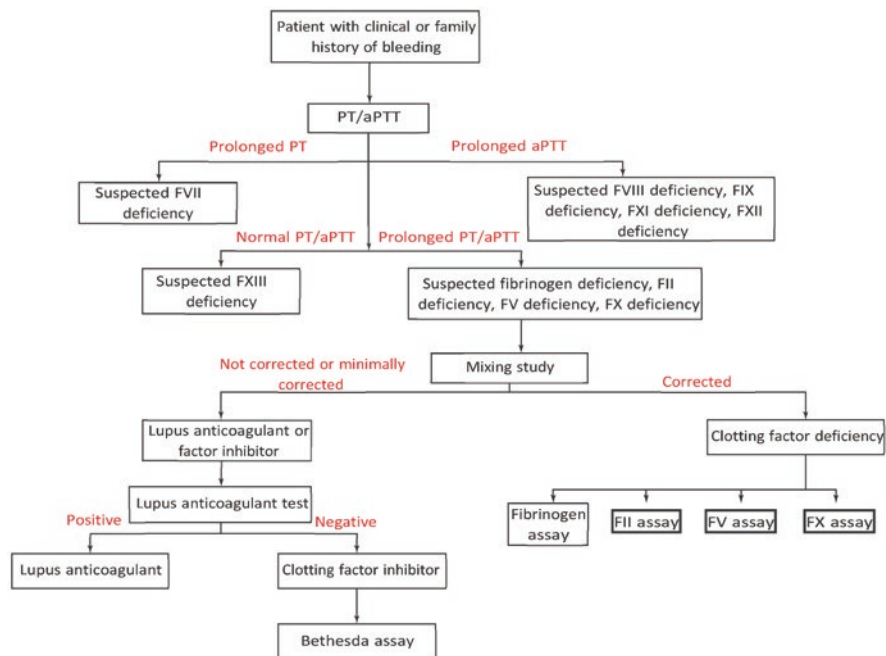 Patient with clinical or family
history of bleeding
PT/aPTT
Prolonged PT
Prolonged aPTT
Suspected FVII
deficiency
Suspected FVIII deficiency, FIX
deficiency, FXI deficiency, FXII
deficiency
Normal PT/aPTT
Prolonged PT/aPTT
Suspected FXIII
deficiency
Suspected fibrinogen deficiency, FII
deficiency, FV deficiency, FX deficiency
Mixing study
Not corrected or minimally
corrected
Corrected
Lupus anticoagulant or
factor inhibitor
Clotting factor deficiency
Lupus anticoagulant test
Positive
Negative
Fibrinogen
assay
FII assay
FV assay
FX assay
Lupus anticoagulant
Clotting factor inhibitor
Bethesda assay